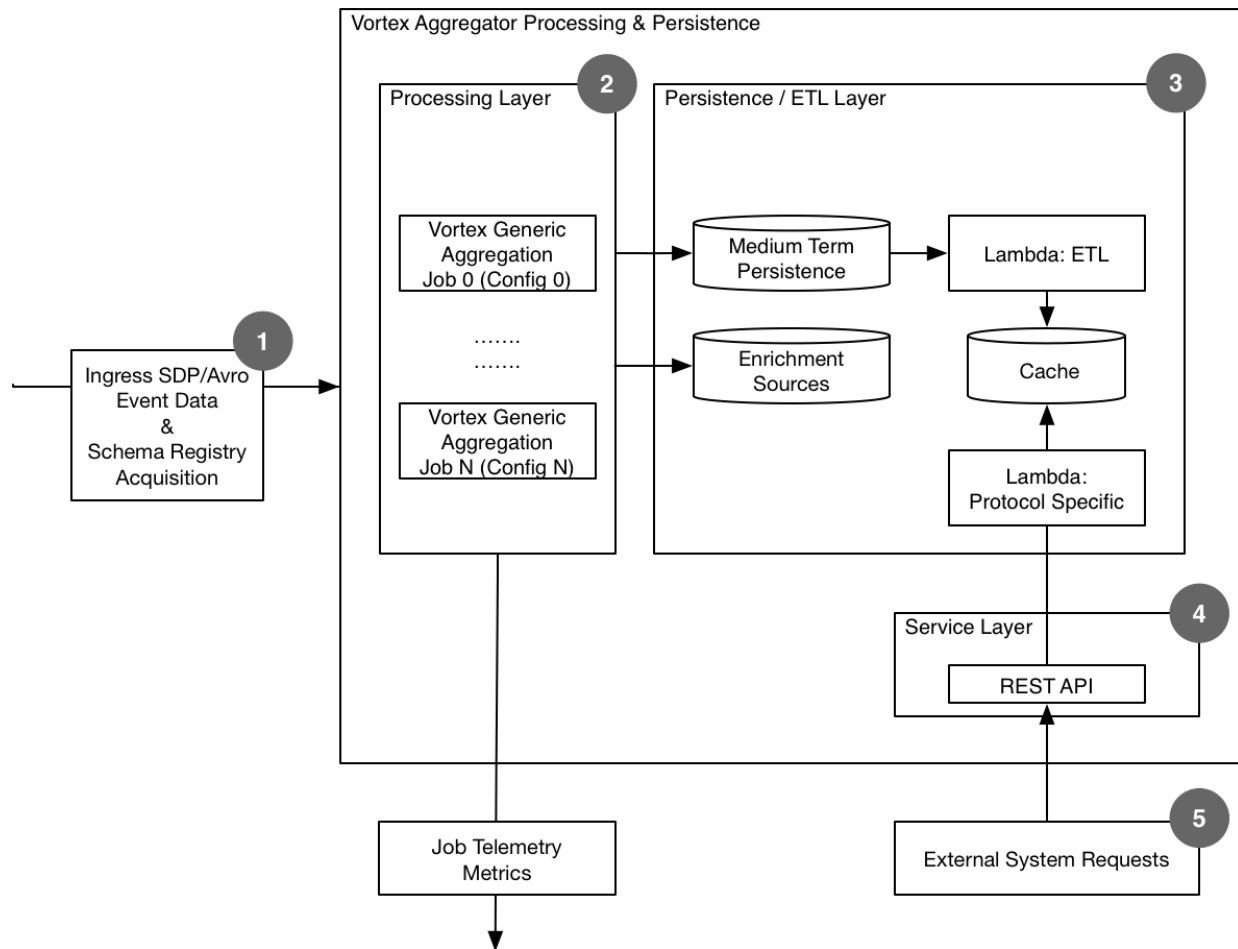 Vortex Aggregator Processing & Persistence
2
3
Processing Layer
Persistence / ETL Layer
Vortex Generic
Aggregation
Job 0 (Config 0)
Medium Term
Persistence
Lambda: ETL
1
.......
.......
Enrichment
Sources
Cache
Ingress SDP/Avro
Event Data
&
Schema Registry
Acquisition
Vortex Generic
Aggregation
Job N (Config N)
Lambda:
Protocol Specific
4
Service Layer
REST API
5
Job Telemetry
Metrics
External System Requests